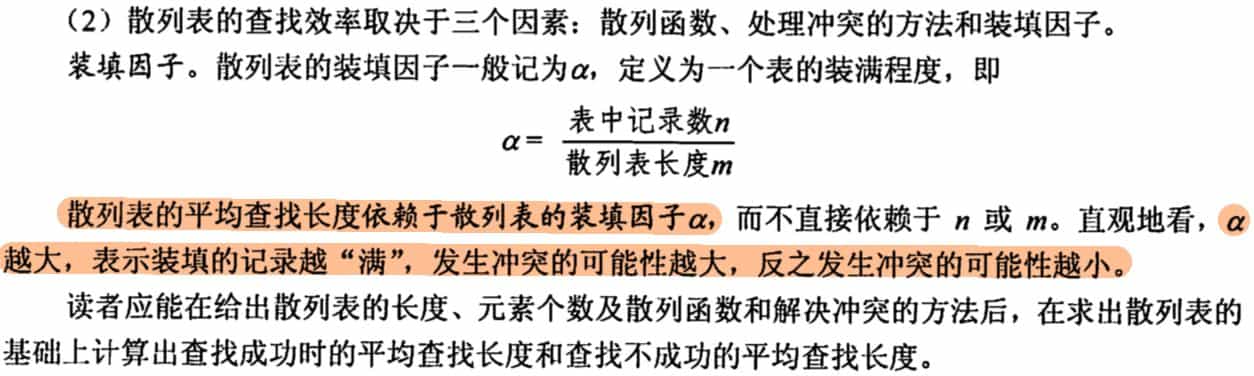 （2）散列表的查找效率取决于三个因素：散列函数、处理冲突的方法和装填因子。
装填因子。散列表的装填因子一般记为α，定义为一个表的装满程度，即
α= 表中记录数n
散列表长度m
散列表的平均查找长度依赖于散列表的装填因子α，而不直接依赖于 n 或 m。直观地看，α
越大，表示装填的记录越“满”，发生冲突的可能性越大，反之发生冲突的可能性越小。
读者应能在给出散列表的长度、元素个数及散列函数和解决冲突的方法后，在求出散列表的
基础上计算出查找成功时的平均查找长度和查找不成功的平均查找长度。